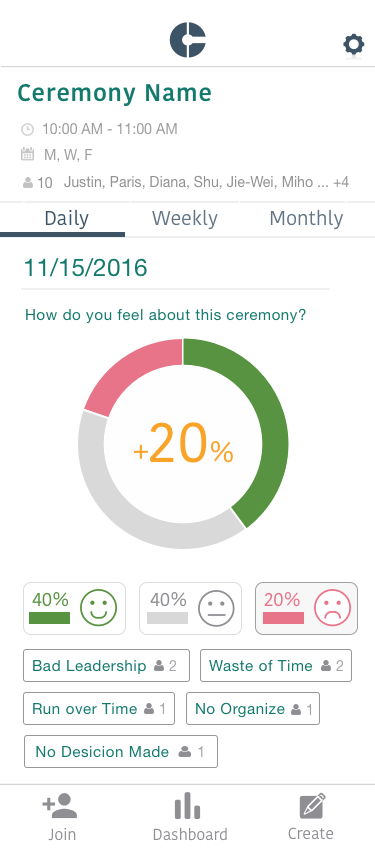 Ceremony Name
10:00 AM - 11:00 AM
M, W, F
10 Justin, Paris, Diana, Shu, Jie-Wei, Miho ... +4
Daily Weekly Monthly
11/15/2016
How do you feel about this ceremony?
+20%
40% 40% 20%
Bad Leadership 2 Waste of Time 2
Run over Time 1 No Organize 1
No Desicion Made 1
Join Dashboard Create